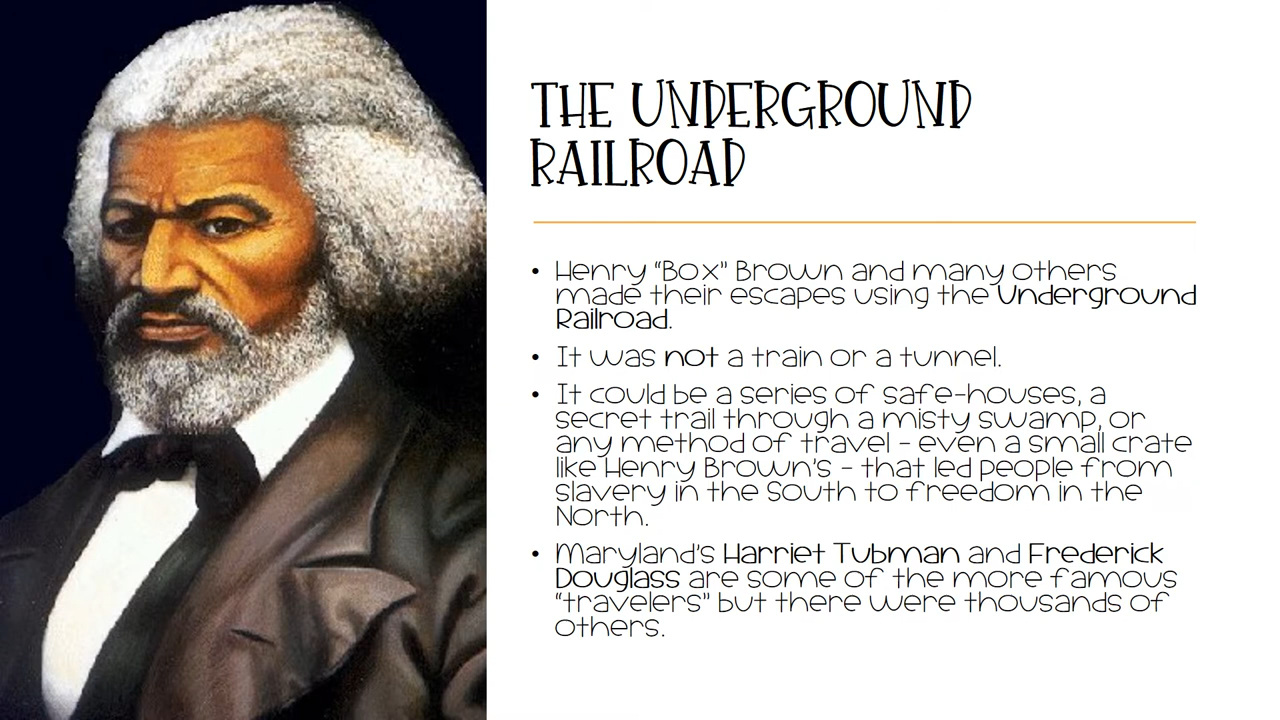 THE UNDERGROUND
RAILROAD
• Henry "Box" Brown and many others
made their escapes using the Underground
Railroad.
• It was not a train or a tunnel.
• It could be a series of safe-houses, a
secret trail through a misty swamp, or
any method of travel – even a small crate
like Henry Brown's – that led people from
slavery in the South to freedom in the
North.
• Maryland's Harriet Tubman and Frederick
Douglass are some of the more famous
"travelers" but there were thousands of
others.